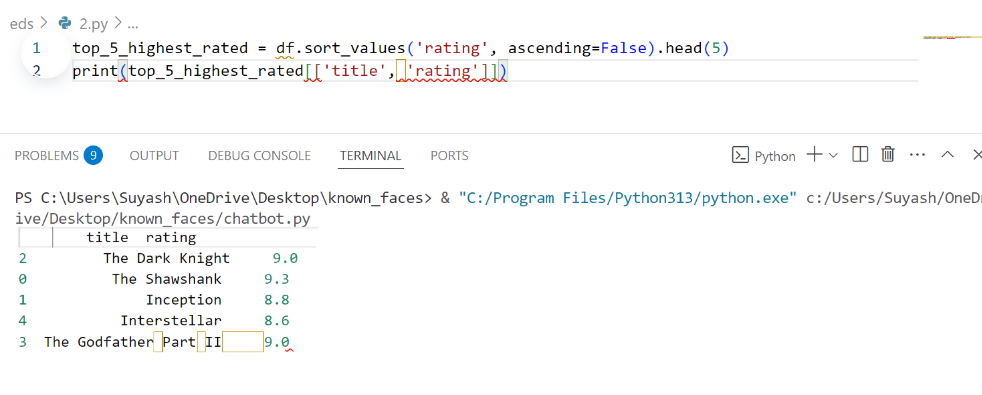 eds > 2.py > ...
1 top_5_highest_rated = df.sort_values('rating', ascending=False).head(5)
2 print(top_5_highest_rated[['title', 'rating']])
PROBLEMS 9 OUTPUT DEBUG CONSOLE TERMINAL PORTS Python
PS C:\Users\Suyash\OneDrive\Desktop\known_faces> & "C:/Program Files/Python313/python.exe" c:/Users/Suyash/OneDr
ive/Desktop/known_faces/chatbot.py
title rating
2 The Dark Knight 9.0
0 The Shawshank 9.3
1 Inception 8.8
4 Interstellar 8.6
3 The Godfather Part II 9.0